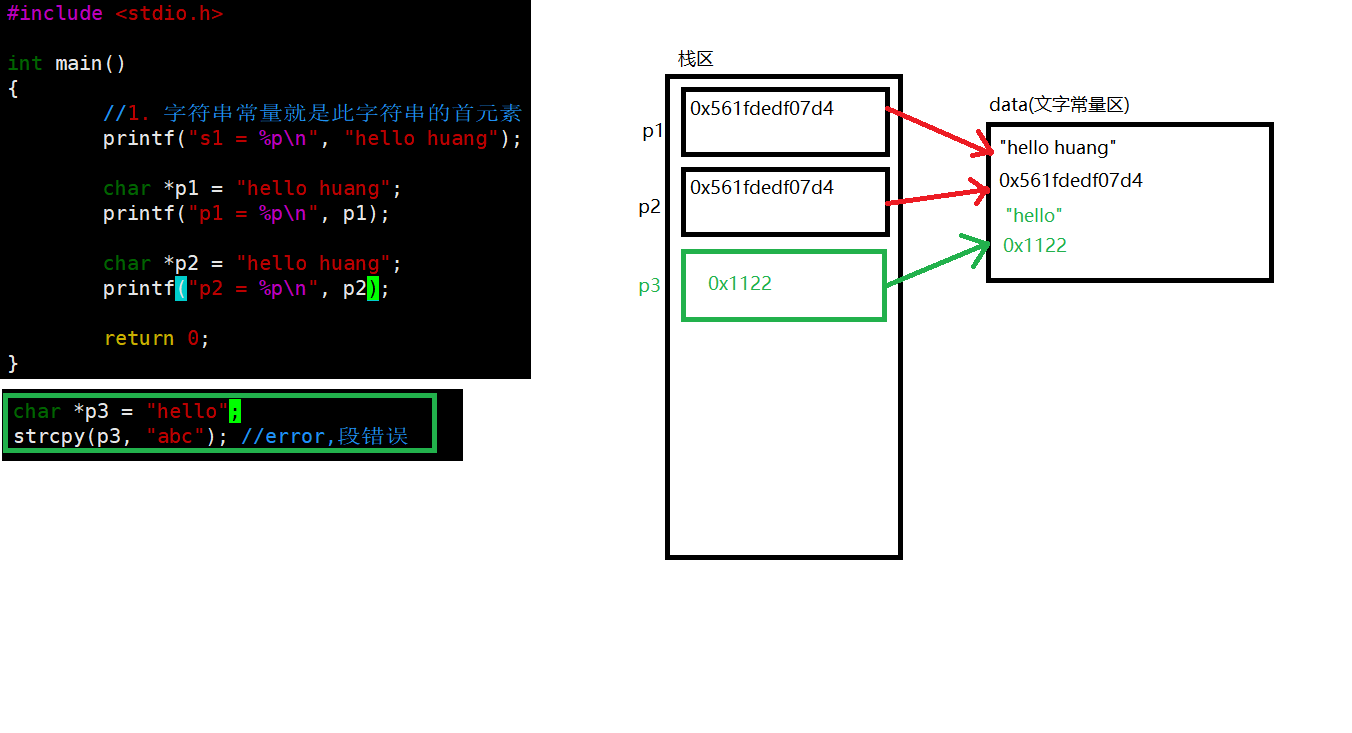 #include <stdio.h>
int main()
{
//1. 字符串常量就是此字符串的首元素
printf("s1 = %p\n", "hello huang");
char *p1 = "hello huang";
printf("p1 = %p\n", p1);
char *p2 = "hello huang";
printf("p2 = %p\n", p2);
return 0;
}
char *p3 = "hello";
strcpy(p3, "abc"); //error,段错误
栈区
p1
0x561fdedf07d4
p2
0x561fdedf07d4
p3
0x1122
data(文字常量区)
"hello huang"
0x561fdedf07d4
"hello"
0x1122